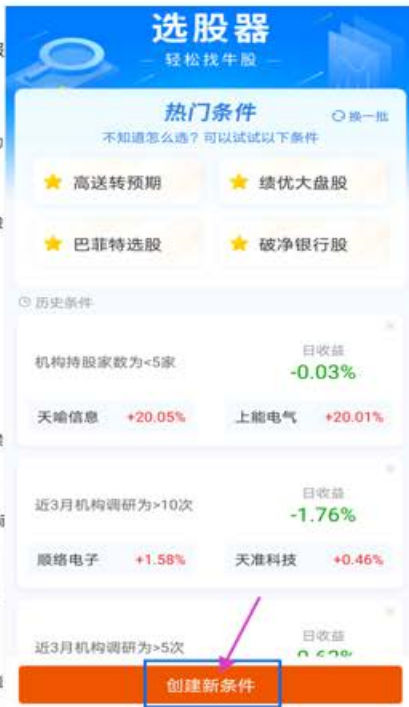 选股器
轻松找牛股
热门条件
换一批
不知道怎么选？可以试试以下条件
高送转预期 绩优大盘股
巴菲特选股 破净银行股
历史条件
机构持股家数为<5家
日收益
-0.03%
天喻信息 +20.05% 上能电气 +20.01%
近3月机构调研为>10次
日收益
-1.76%
顺络电子 +1.58% 天准科技 +0.46%
近3月机构调研为>5次
日收益
创建新条件